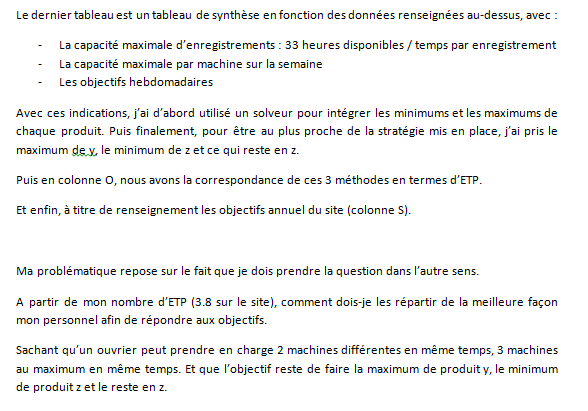 Le dernier tableau est un tableau de synthèse en fonction des données renseignées au-dessus, avec :
- La capacité maximale d'enregistrements : 33 heures disponibles / temps par enregistrement
- La capacité maximale par machine sur la semaine
- Les objectifs hebdomadaires
Avec ces indications, j'ai d'abord utilisé un solveur pour intégrer les minimums et les maximums de
chaque produit. Puis finalement, pour être au plus proche de la stratégie mis en place, j'ai pris le
maximum de y, le minimum de z et ce qui reste en z.
Puis en colonne O, nous avons la correspondance de ces 3 méthodes en termes d'ETP.
Et enfin, à titre de renseignement les objectifs annuel du site (colonne S).
Ma problématique repose sur le fait que je dois prendre la question dans l'autre sens.
A partir de mon nombre d'ETP (3.8 sur le site), comment dois-je les répartir de la meilleure façon
mon personnel afin de répondre aux objectifs.
Sachant qu'un ouvrier peut prendre en charge 2 machines différentes en même temps, 3 machines
au maximum en même temps. Et que l'objectif reste de faire la maximum de produit y, le minimum
de produit z et le reste en z.